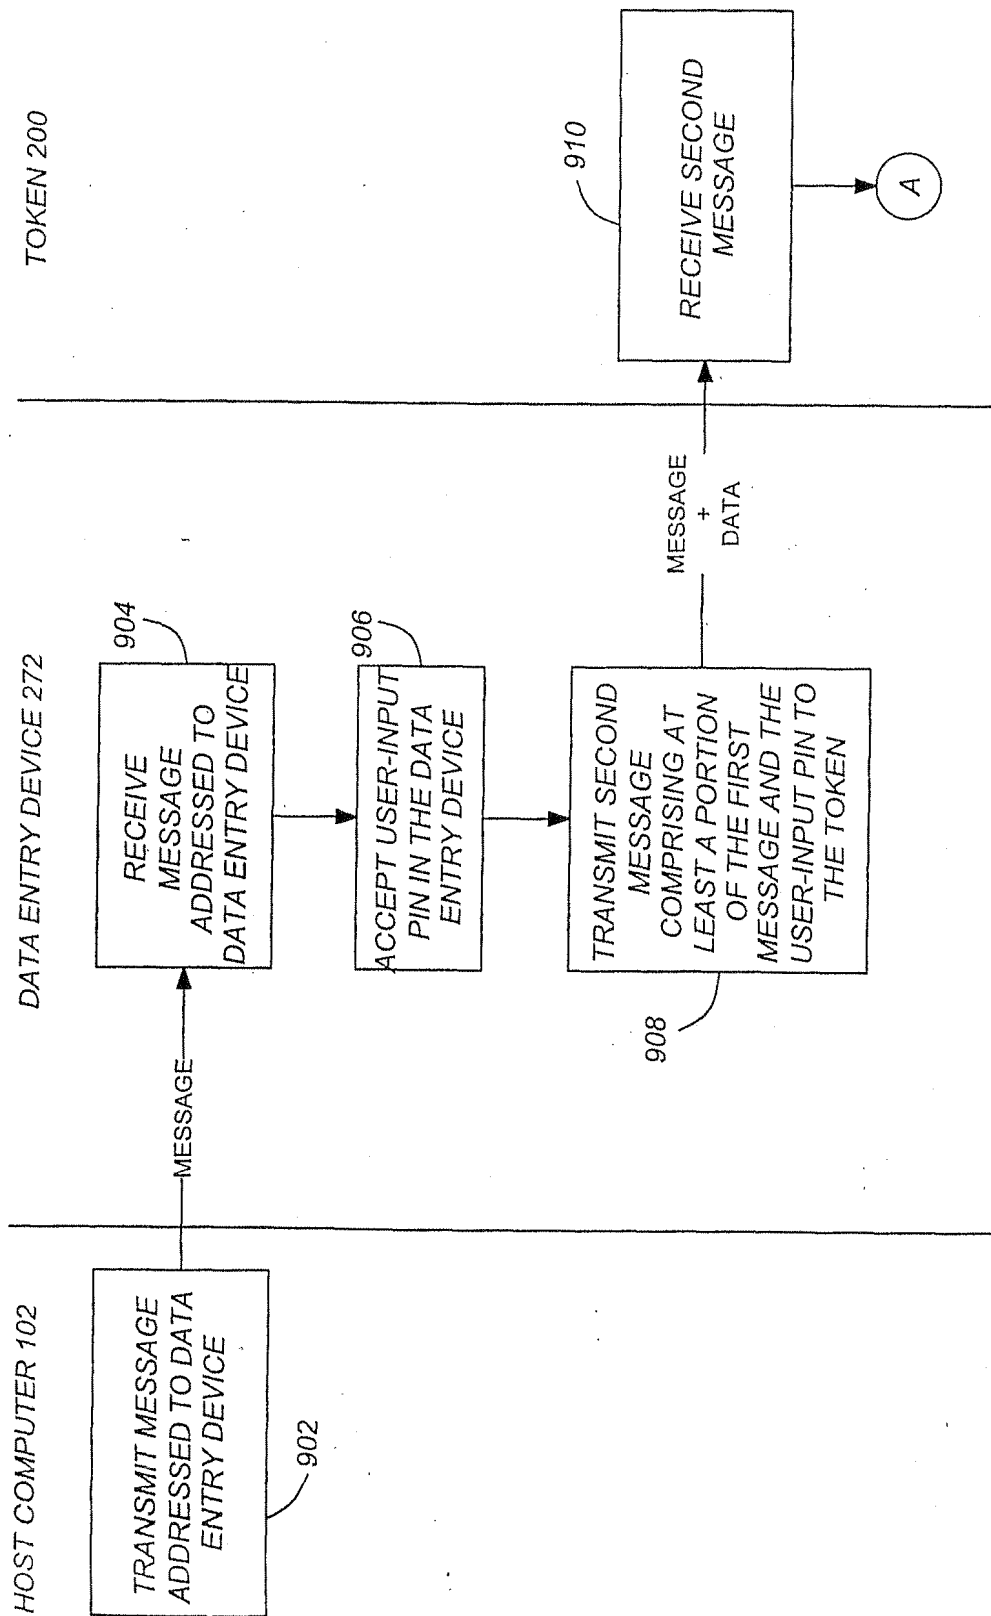 HOST COMPUTER 102
DATA ENTRY DEVICE 272
TOKEN 200
TRANSMIT MESSAGE
ADDRESSED TO DATA
ENTRY DEVICE
902
MESSAGE
RECEIVE
MESSAGE
ADDRESSED TO
DATA ENTRY DEVICE
904
ACCEPT USER-INPUT
PIN IN THE DATA
ENTRY DEVICE
906
TRANSMIT SECOND
MESSAGE
COMPRISING AT
LEAST A PORTION
OF THE FIRST
MESSAGE AND THE
USER-INPUT PIN TO
THE TOKEN
908
MESSAGE
+
DATA
RECEIVE SECOND
MESSAGE
910
A